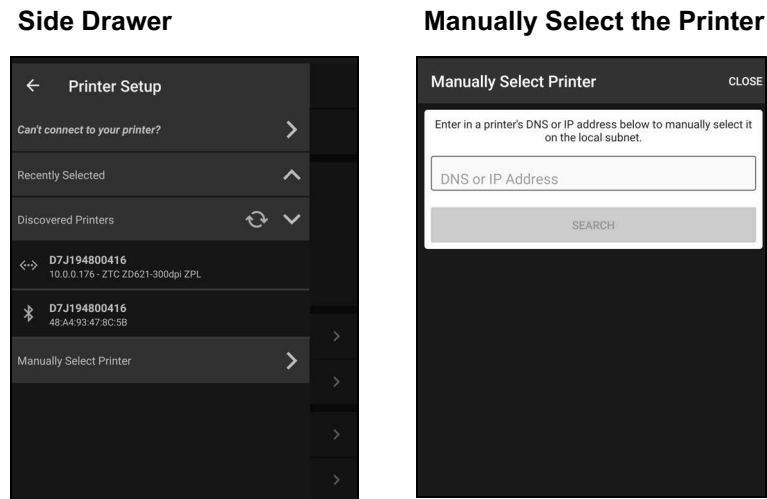 Side Drawer
Printer Setup
Can't connect to your printer?
Recently Selected
Discovered Printers
D7J194800416
10.0.0.176 - ZTC ZD621-300dpi ZPL
D7J194800416
48:A4:93:47:8C:5B
Manually Select Printer
Manually Select the Printer
Manually Select Printer
CLOSE
Enter in a printer's DNS or IP address below to manually select it
on the local subnet.
DNS or IP Address
SEARCH